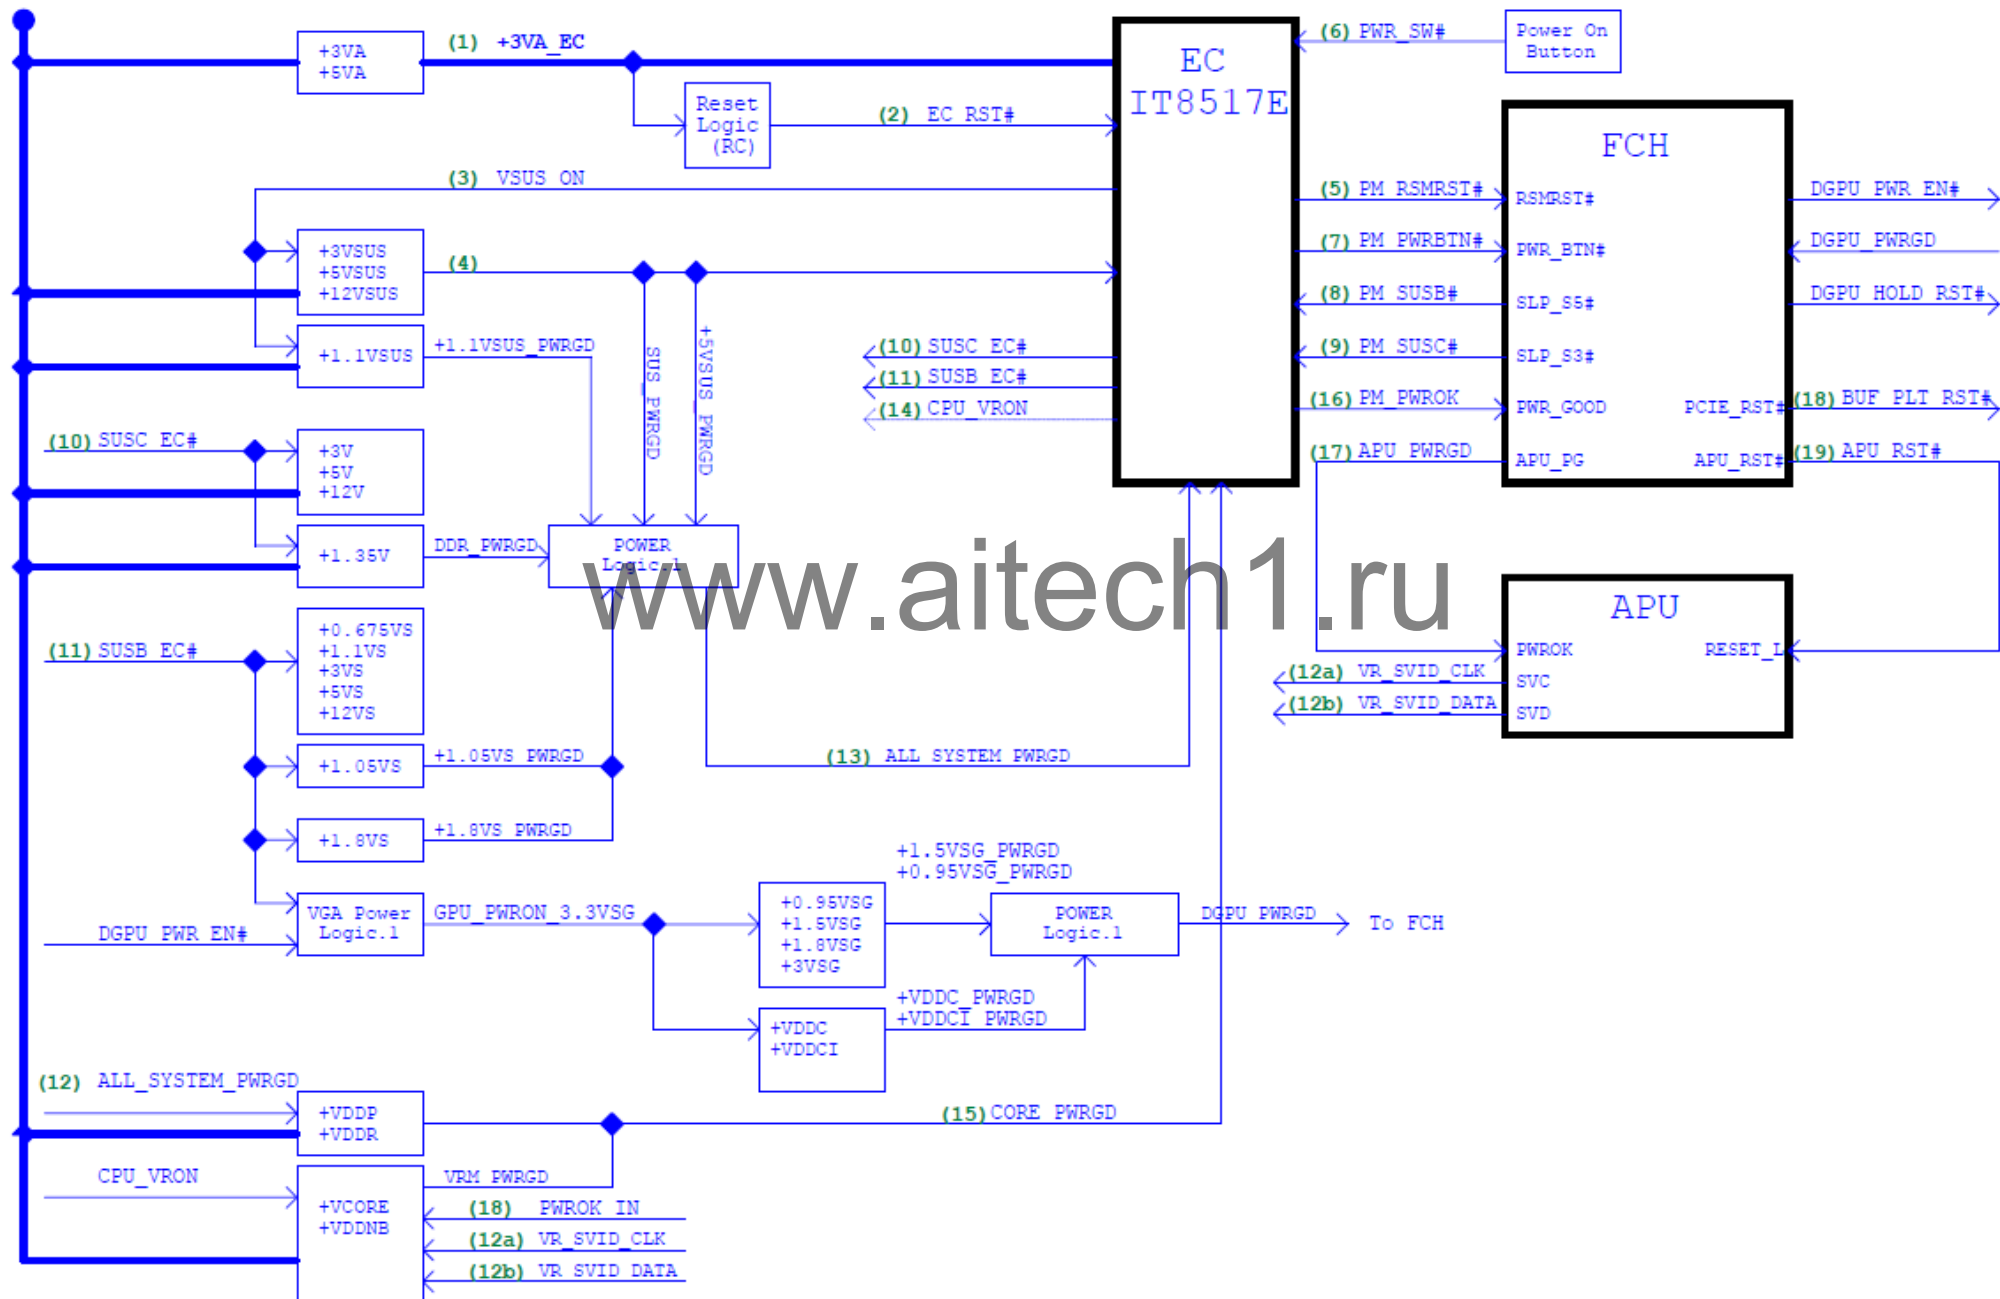 +3VA
+5VA
(1) +3VA_EC
Reset
Logic
(RC)
(2) EC_RST#
(3) VSUS_ON
EC
IT8517E
(6) PWR_SW#
Power On
Button
FCH
(5) PM_RSMRST#
RSMRST#
DGPU_PWR_EN#
(7) PM_PWRBTN#
PWR_BTN#
DGPU_PWRGD
(8) PM_SUSB#
SLP_S5#
DGPU_HOLD_RST#
(9) PM_SUSC#
SLP_S3#
(16) PM_PWROK
PWR_GOOD
PCIE_RST#
(18) BUF_PLT_RST#
(17) APU_PWRGD
APU_PG
APU_RST#
(19) APU_RST#
+3VSUS
+5VSUS
+12VSUS
(4)
SUS_PWRGD
+5VSUS_PWRGD
+1.1VSUS
+1.1VSUS_PWRGD
(10) SUSC_EC#
(11) SUSB_EC#
(14) CPU_VRON
(10) SUSC_EC#
+3V
+5V
+12V
+1.35V
DDR_PWRGD
POWER
Logic.1
www.aitech1.ru
APU
PWROK
RESET_L
(12a) VR_SVID_CLK
SVC
(12b) VR_SVID_DATA
SVD
(11) SUSB_EC#
+0.675VS
+1.1VS
+3VS
+5VS
+12VS
+1.05VS
+1.05VS_PWRGD
(13) ALL_SYSTEM_PWRGD
+1.8VS
+1.8VS_PWRGD
VGA Power
Logic.1
DGPU_PWR_EN#
GPU_PWRON_3.3VSG
+0.95VSG
+1.5VSG
+1.8VSG
+3VSG
+1.5VSG_PWRGD
+0.95VSG_PWRGD
POWER
Logic.1
DGPU_PWRGD
To FCH
+VDDC
+VDDCI
+VDDC_PWRGD
+VDDCI_PWRGD
(12) ALL_SYSTEM_PWRGD
+VDDP
+VDDR
(15) CORE_PWRGD
CPU_VRON
+VCORE
+VDDNB
VRM_PWRGD
(18) PWROK_IN
(12a) VR_SVID_CLK
(12b) VR_SVID_DATA